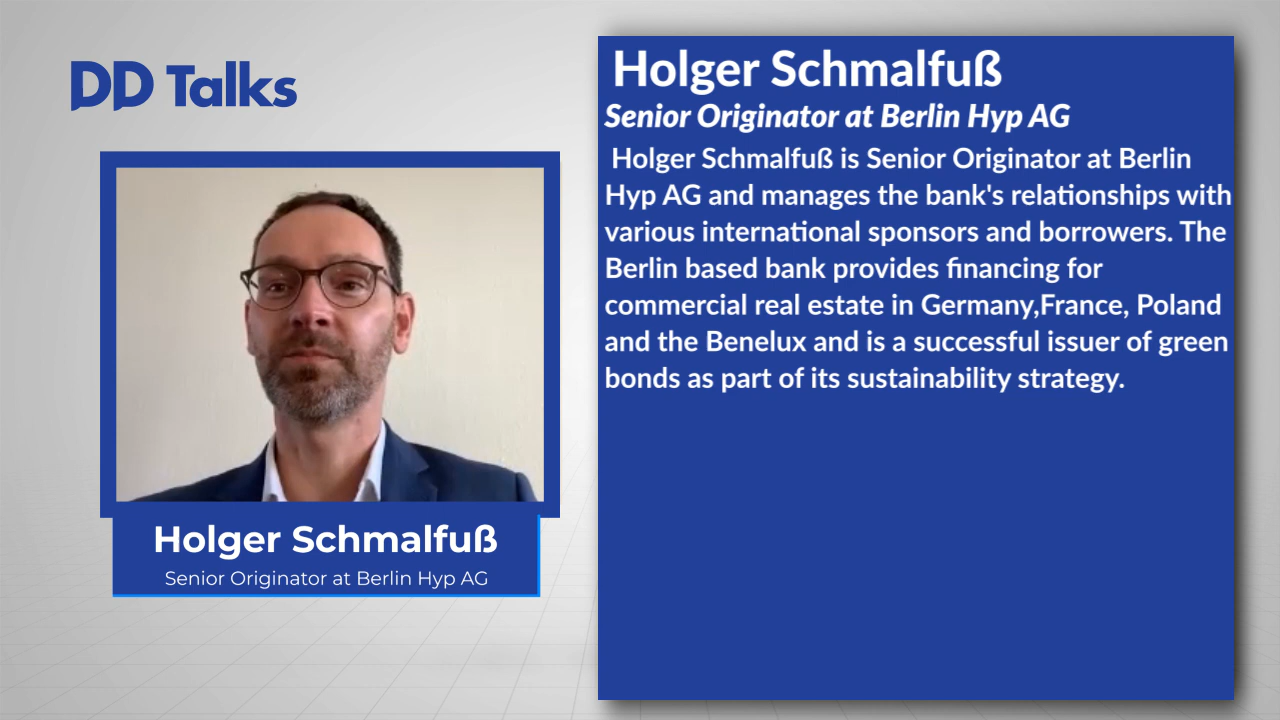 DD Talks
Holger Schmalfuß
Senior Originator at Berlin Hyp AG
Holger Schmalfuß
Senior Originator at Berlin Hyp AG
Holger Schmalfuß is Senior Originator at Berlin
Hyp AG and manages the bank's relationships with
various international sponsors and borrowers. The
Berlin based bank provides financing for
commercial real estate in Germany,France, Poland
and the Benelux and is a successful issuer of green
bonds as part of its sustainability strategy.